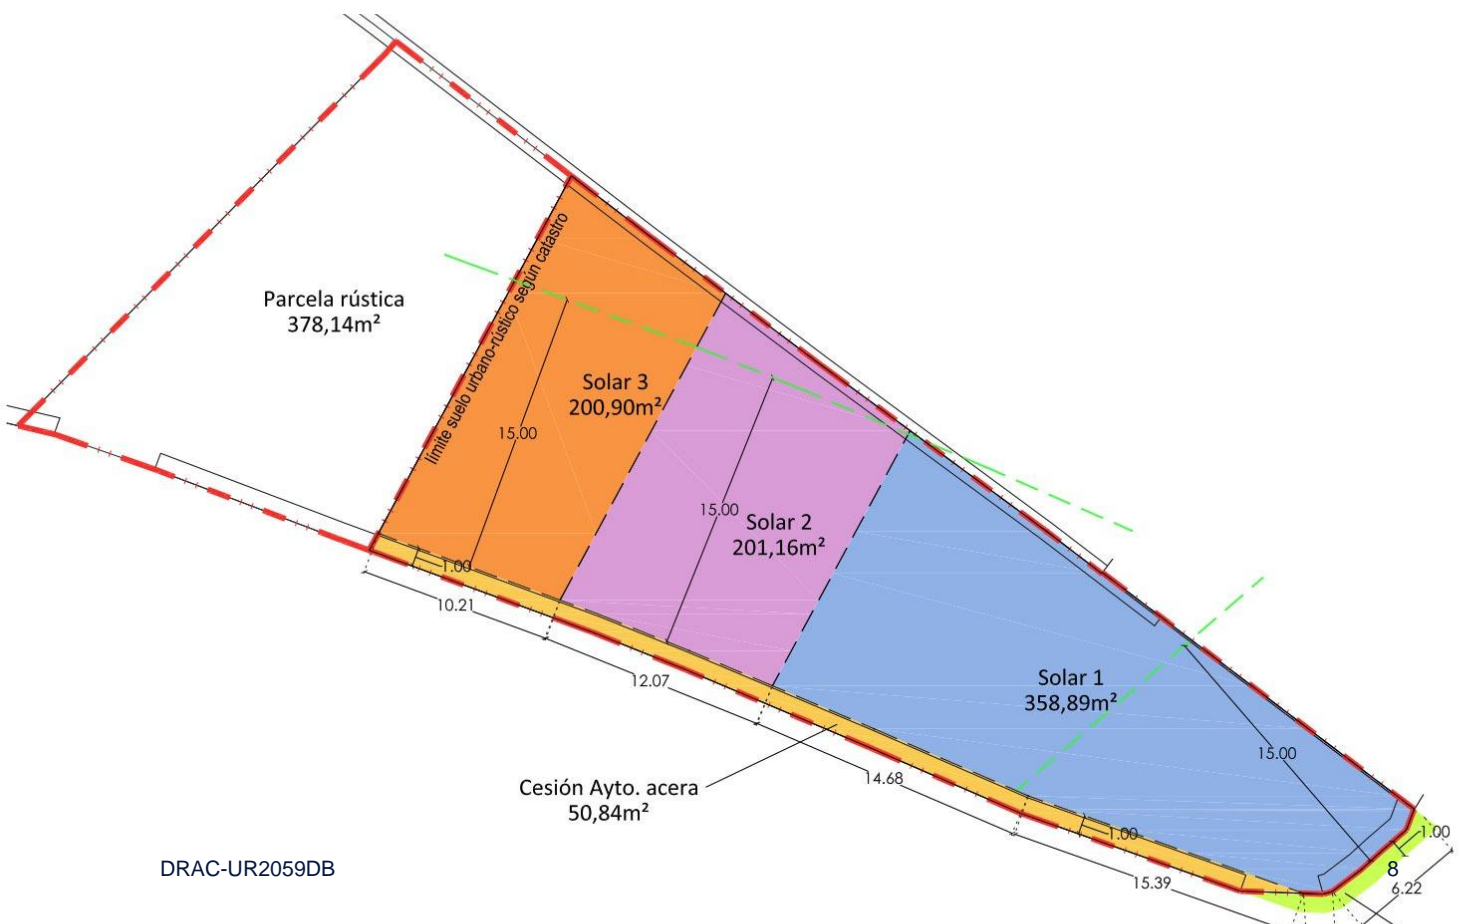 Parcela rústica
378,14m²
límite suelo urbano-rústico según catastro
Solar 3
200,90m²
15.00
15.00
Solar 2
201,16m²
1.00
10.21
12.07
Solar 1
358,89m²
15.00
14.68
Cesión Ayto. acera
50,84m²
1.00
1.00
15.39
6.22
8
DRAC-UR2059DB